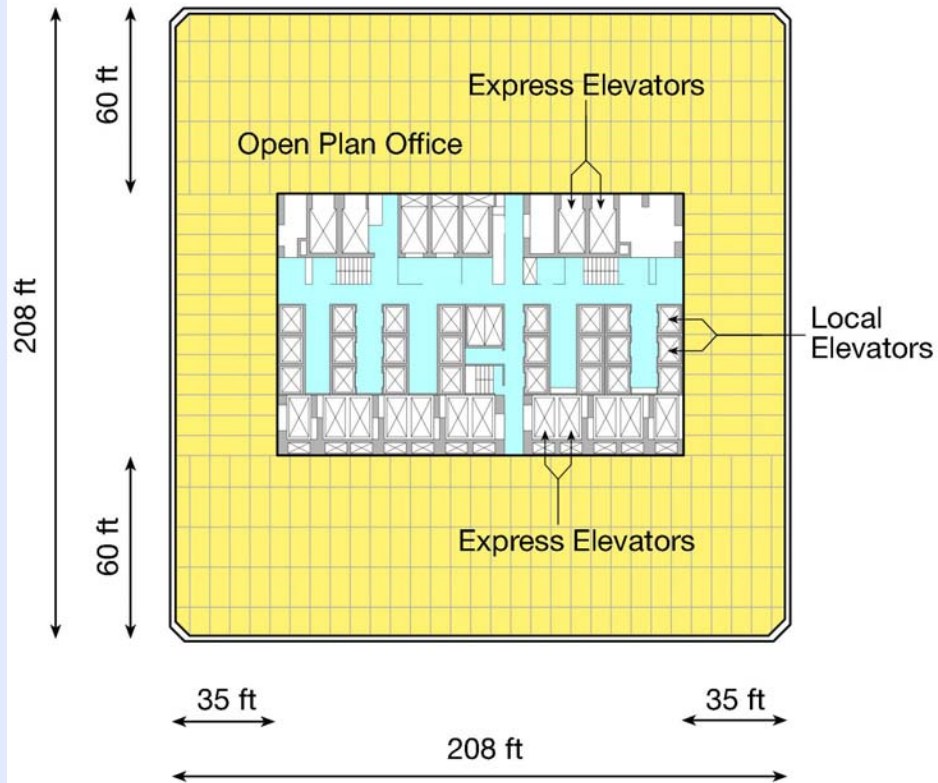 60 ft
Express Elevators
Open Plan Office
208 ft
Local
Elevators
60 ft
Express Elevators
35 ft
35 ft
208 ft